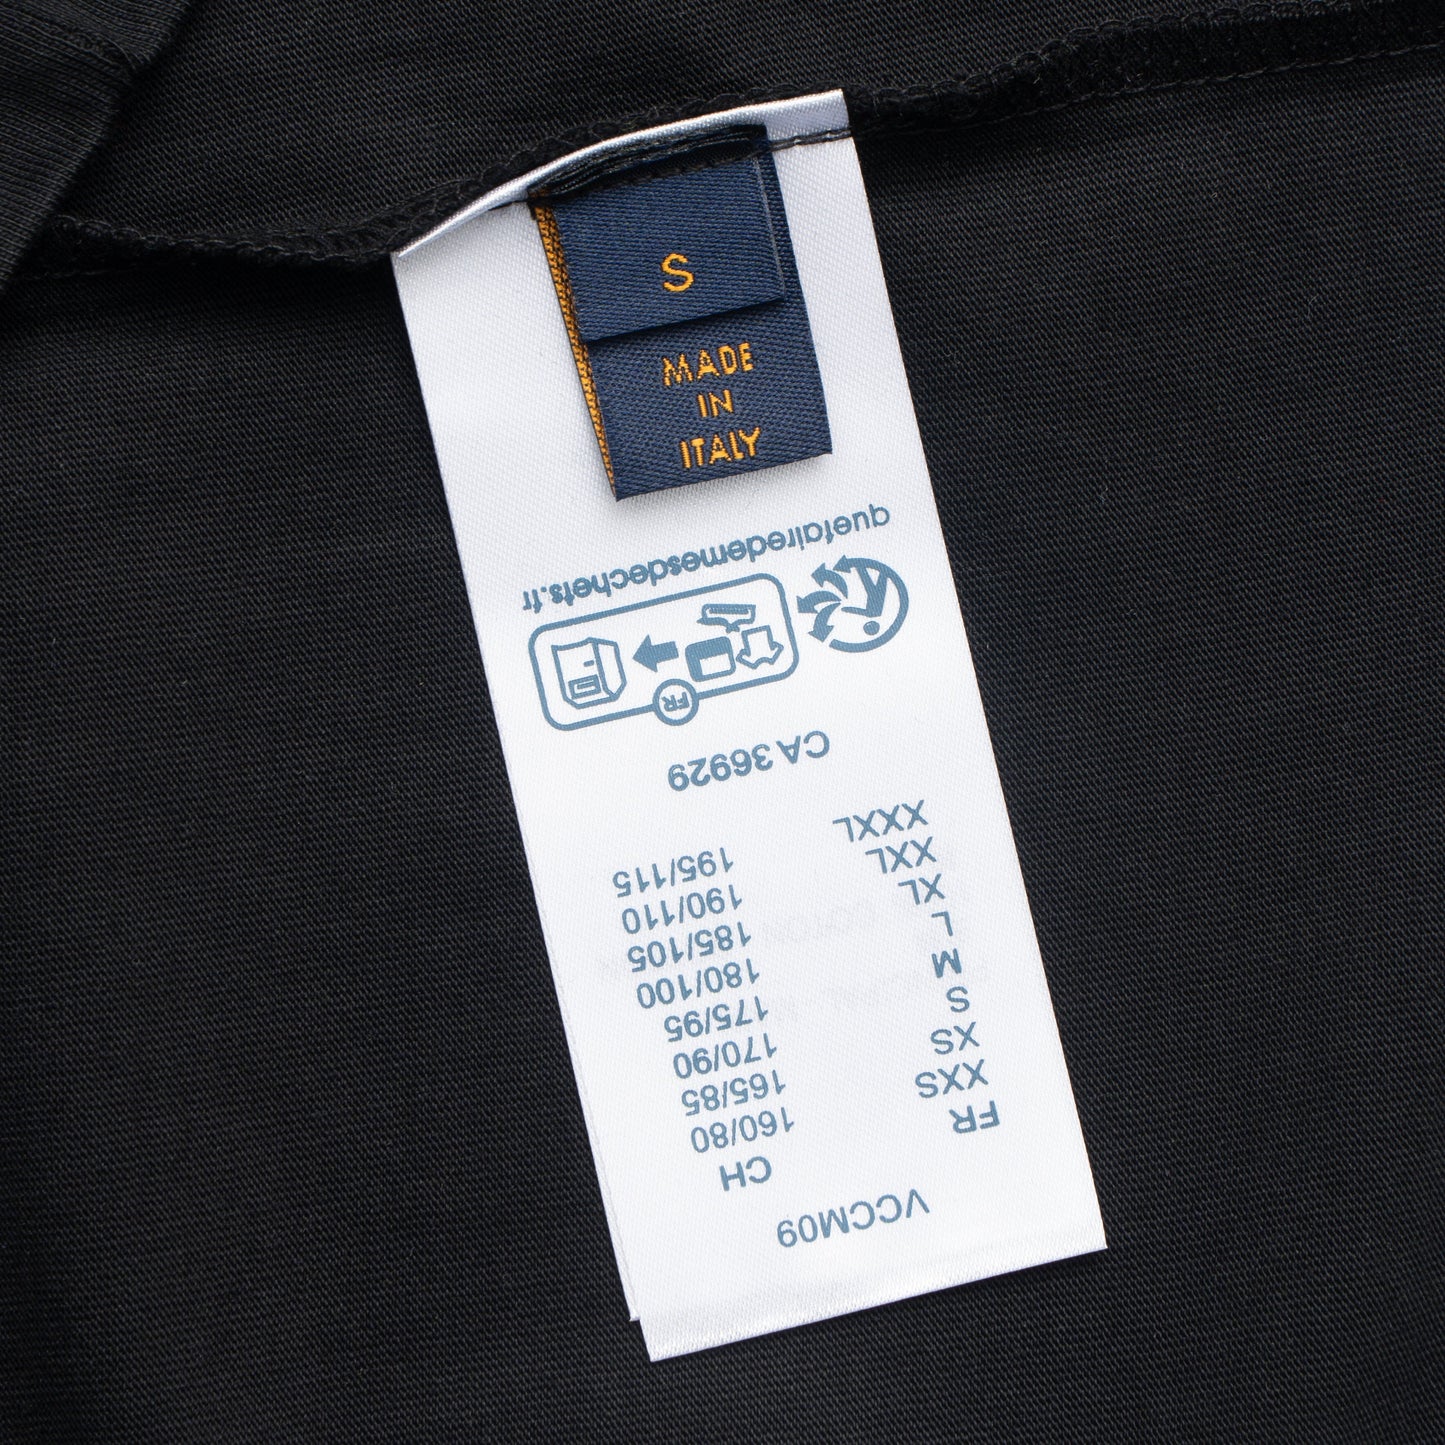 S
MADE
IN
ITALY
VCCM09
FR CH
XXS 160/80
XS 165/85
S 170/90
M 175/95
L 180/100
XL 185/105
XXL 190/110
XXXL 195/115
CA 36929
FR
quefairedemesdechets.fr